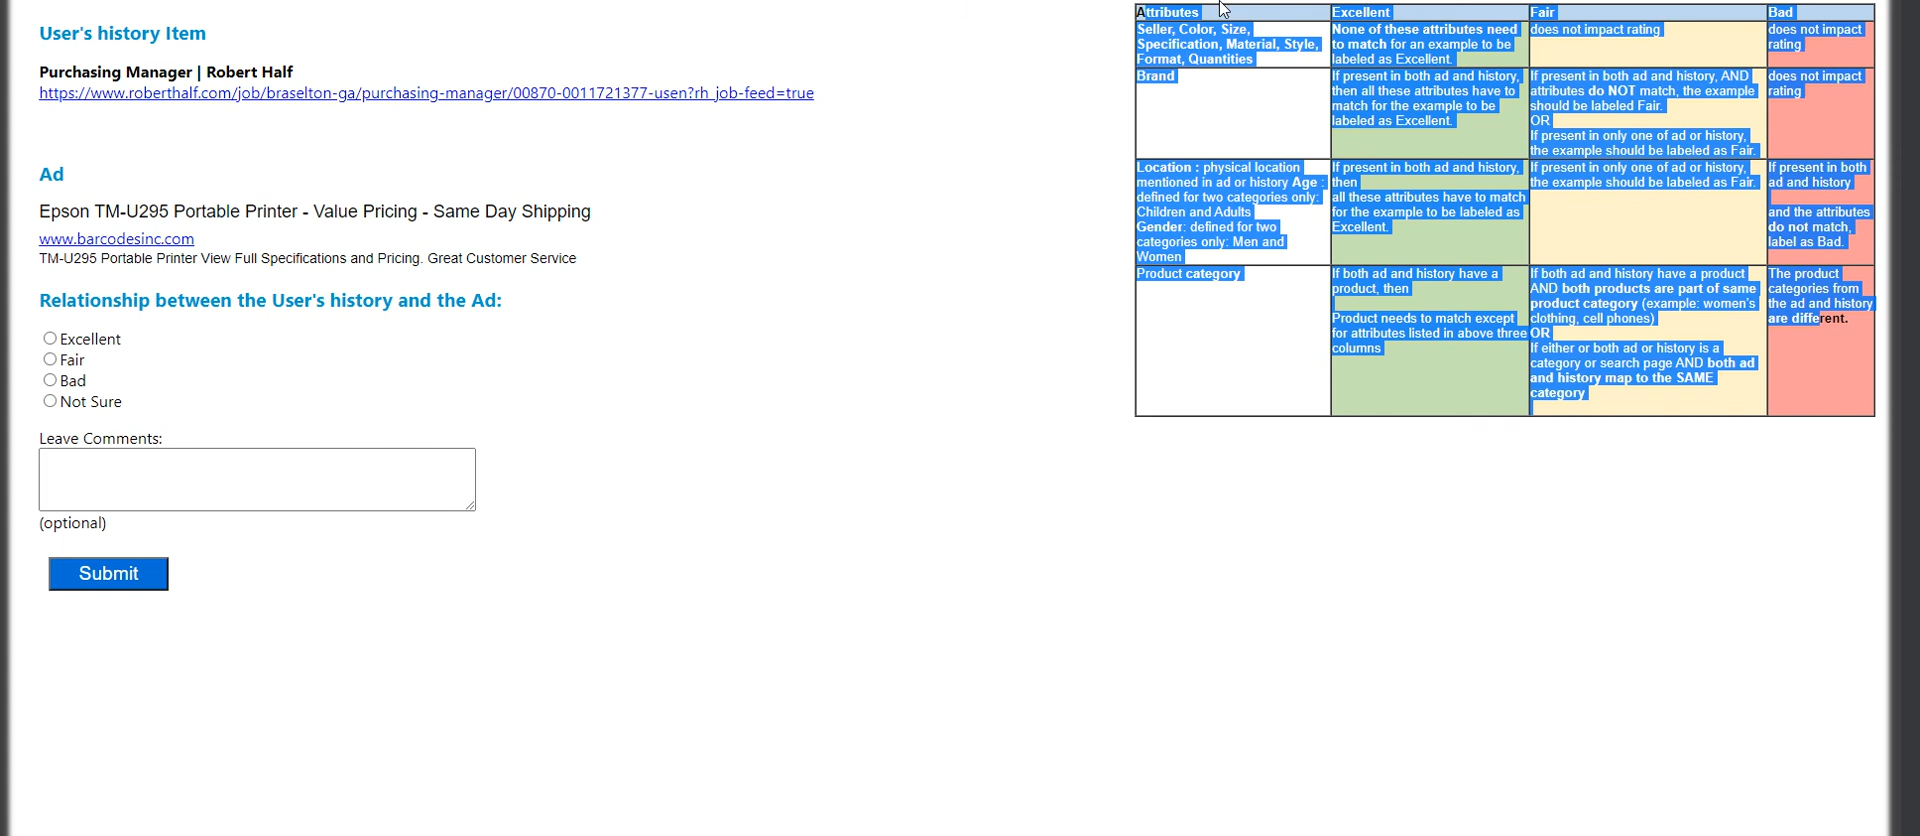 User's history Item
Purchasing Manager | Robert Half
https://www.roberthalf.com/job/braselton-ga/purchasing-manager/00870-0011721377-usen?rh_job-feed=true
Ad
Epson TM-U295 Portable Printer - Value Pricing - Same Day Shipping
www.barcodesinc.com
TM-U295 Portable Printer View Full Specifications and Pricing. Great Customer Service
Relationship between the User's history and the Ad:
Excellent
Fair
Bad
Not Sure
Leave Comments:
(optional)
Submit
Attributes
Excellent
Fair
Bad
Seller, Color, Size,
Specification, Material, Style,
Format, Quantities
None of these attributes need
to match for an example to be
labeled as Excellent.
does not impact rating
does not impact
rating
Brand
If present in both ad and history,
then all these attributes have to
match for the example to be
labeled as Excellent.
If present in both ad and history, AND
attributes do NOT match, the example
should be labeled Fair.
OR
If present in only one of ad or history,
the example should be labeled as Fair.
does not impact
rating
Location : physical location
mentioned in ad or history Age :
defined for two categories only:
Children and Adults
Gender: defined for two
categories only: Men and
Women
If present in both ad and history,
then
all these attributes have to match
for the example to be labeled as
Excellent.
If present in only one of ad or history,
the example should be labeled as Fair.
If present in both
ad and history
and the attributes
do not match,
label as Bad.
Product category
If both ad and history have a
product, then
Product needs to match except
for attributes listed in above three
columns
If both ad and history have a product
AND both products are part of same
product category (example: women's
clothing, cell phones)
OR
If either or both ad or history is a
category or search page AND both ad
and history map to the SAME
category
The product
categories from
the ad and history
are different.